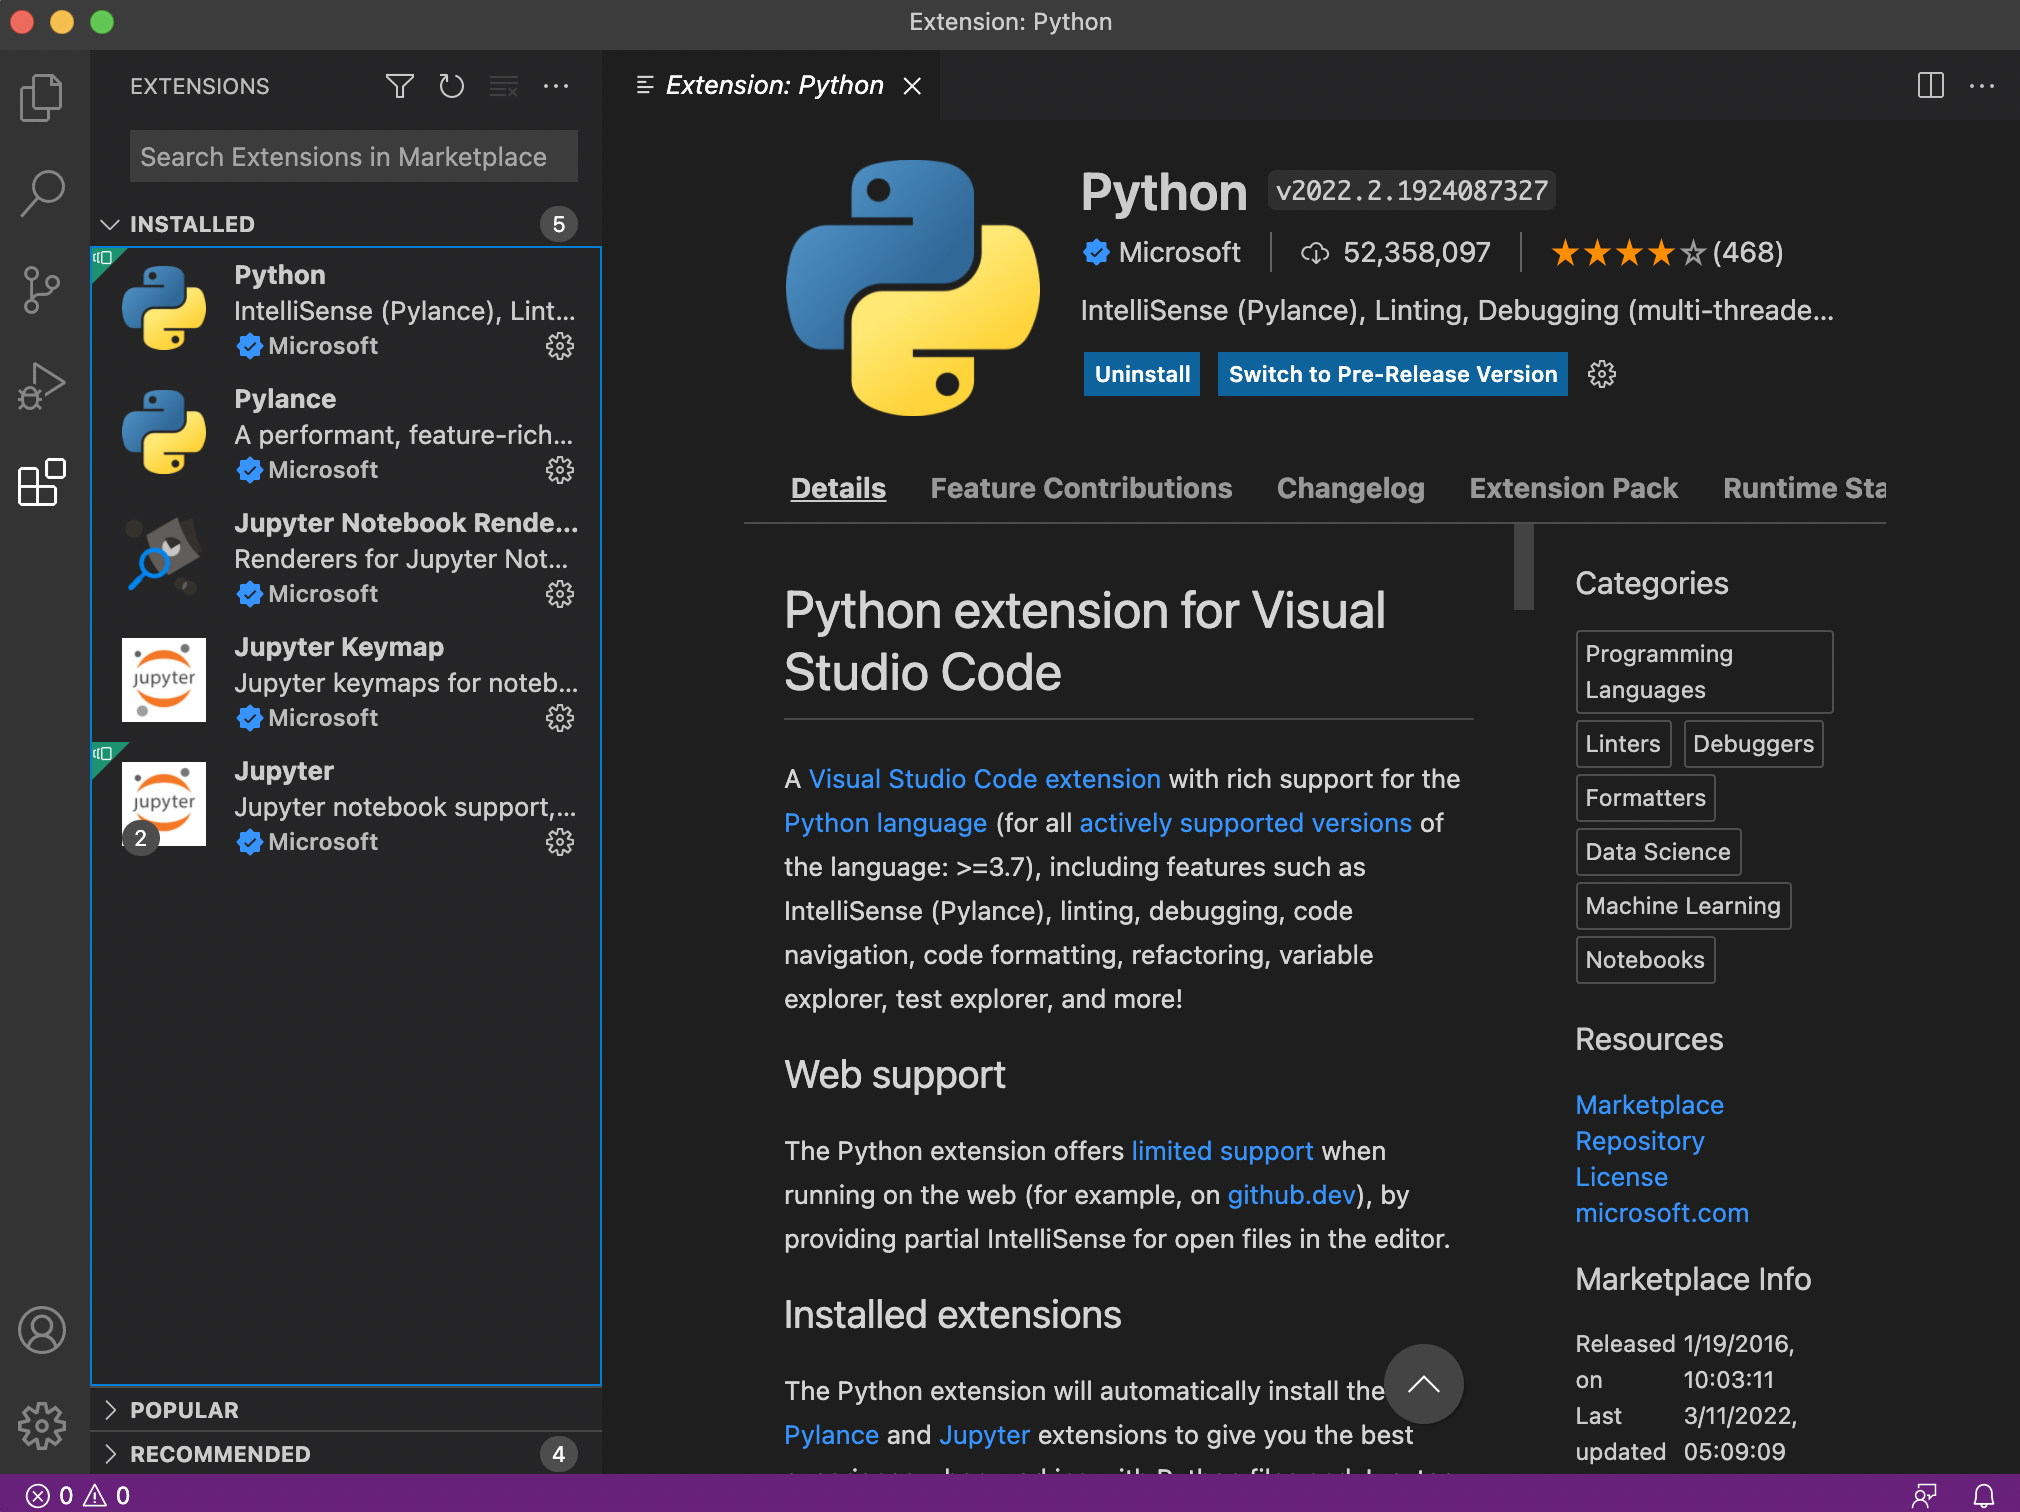 Extension: Python
EXTENSIONS
Search Extensions in Marketplace
INSTALLED 5
Python
IntelliSense (Pylance), Lint...
Microsoft
Pylance
A performant, feature-rich...
Microsoft
Jupyter Notebook Rende...
Renderers for Jupyter Not...
Microsoft
jupyter
Jupyter Keymap
Jupyter keymaps for noteb...
Microsoft
jupyter
2
Jupyter
Jupyter notebook support,...
Microsoft
POPULAR
RECOMMENDED 4
Extension: Python
Python v2022.2.1924087327
Microsoft 52,358,097 (468)
IntelliSense (Pylance), Linting, Debugging (multi-threade...
Uninstall Switch to Pre-Release Version
Details Feature Contributions Changelog Extension Pack Runtime Sta
Python extension for Visual
Studio Code
A Visual Studio Code extension with rich support for the
Python language (for all actively supported versions of
the language: >=3.7), including features such as
IntelliSense (Pylance), linting, debugging, code
navigation, code formatting, refactoring, variable
explorer, test explorer, and more!
Web support
The Python extension offers limited support when
running on the web (for example, on github.dev), by
providing partial IntelliSense for open files in the editor.
Installed extensions
The Python extension will automatically install the
Pylance and Jupyter extensions to give you the best
Categories
Programming
Languages
Linters Debuggers
Formatters
Data Science
Machine Learning
Notebooks
Resources
Marketplace
Repository
License
microsoft.com
Marketplace Info
Released 1/19/2016,
on 10:03:11
Last 3/11/2022,
updated 05:09:09
0 0